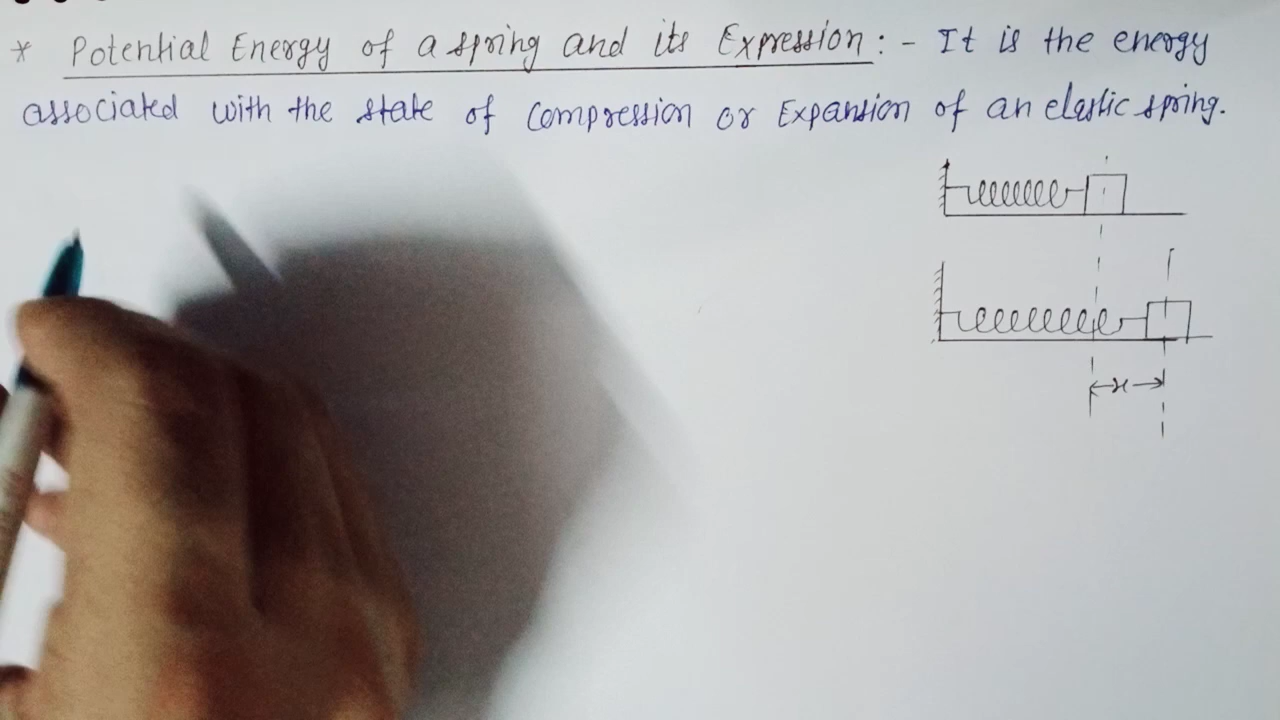 * Potential Energy of a spring and its Expression : - It is the energy
associated with the state of compression or Expansion of an elastic spring.
x